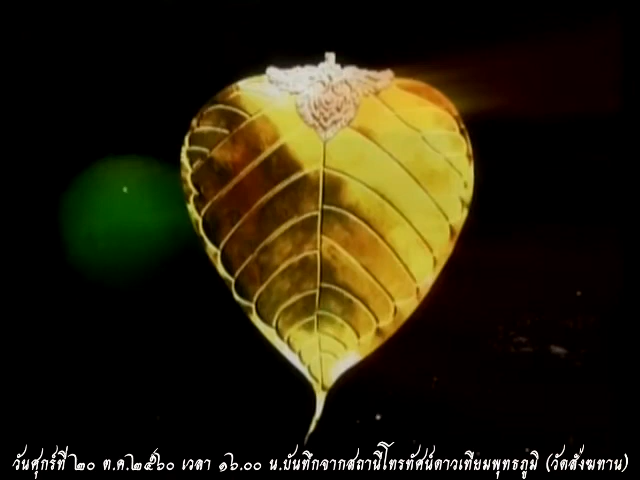 วันศุกร์ที่ ๒๐ ต.ค.๒๕๖๐ เวลา ๑๖.๐๐ น.บันทึกจากสถานีโทรทัศน์ดาวเทียมพุทธภูมิ (วัดสังฆทาน)